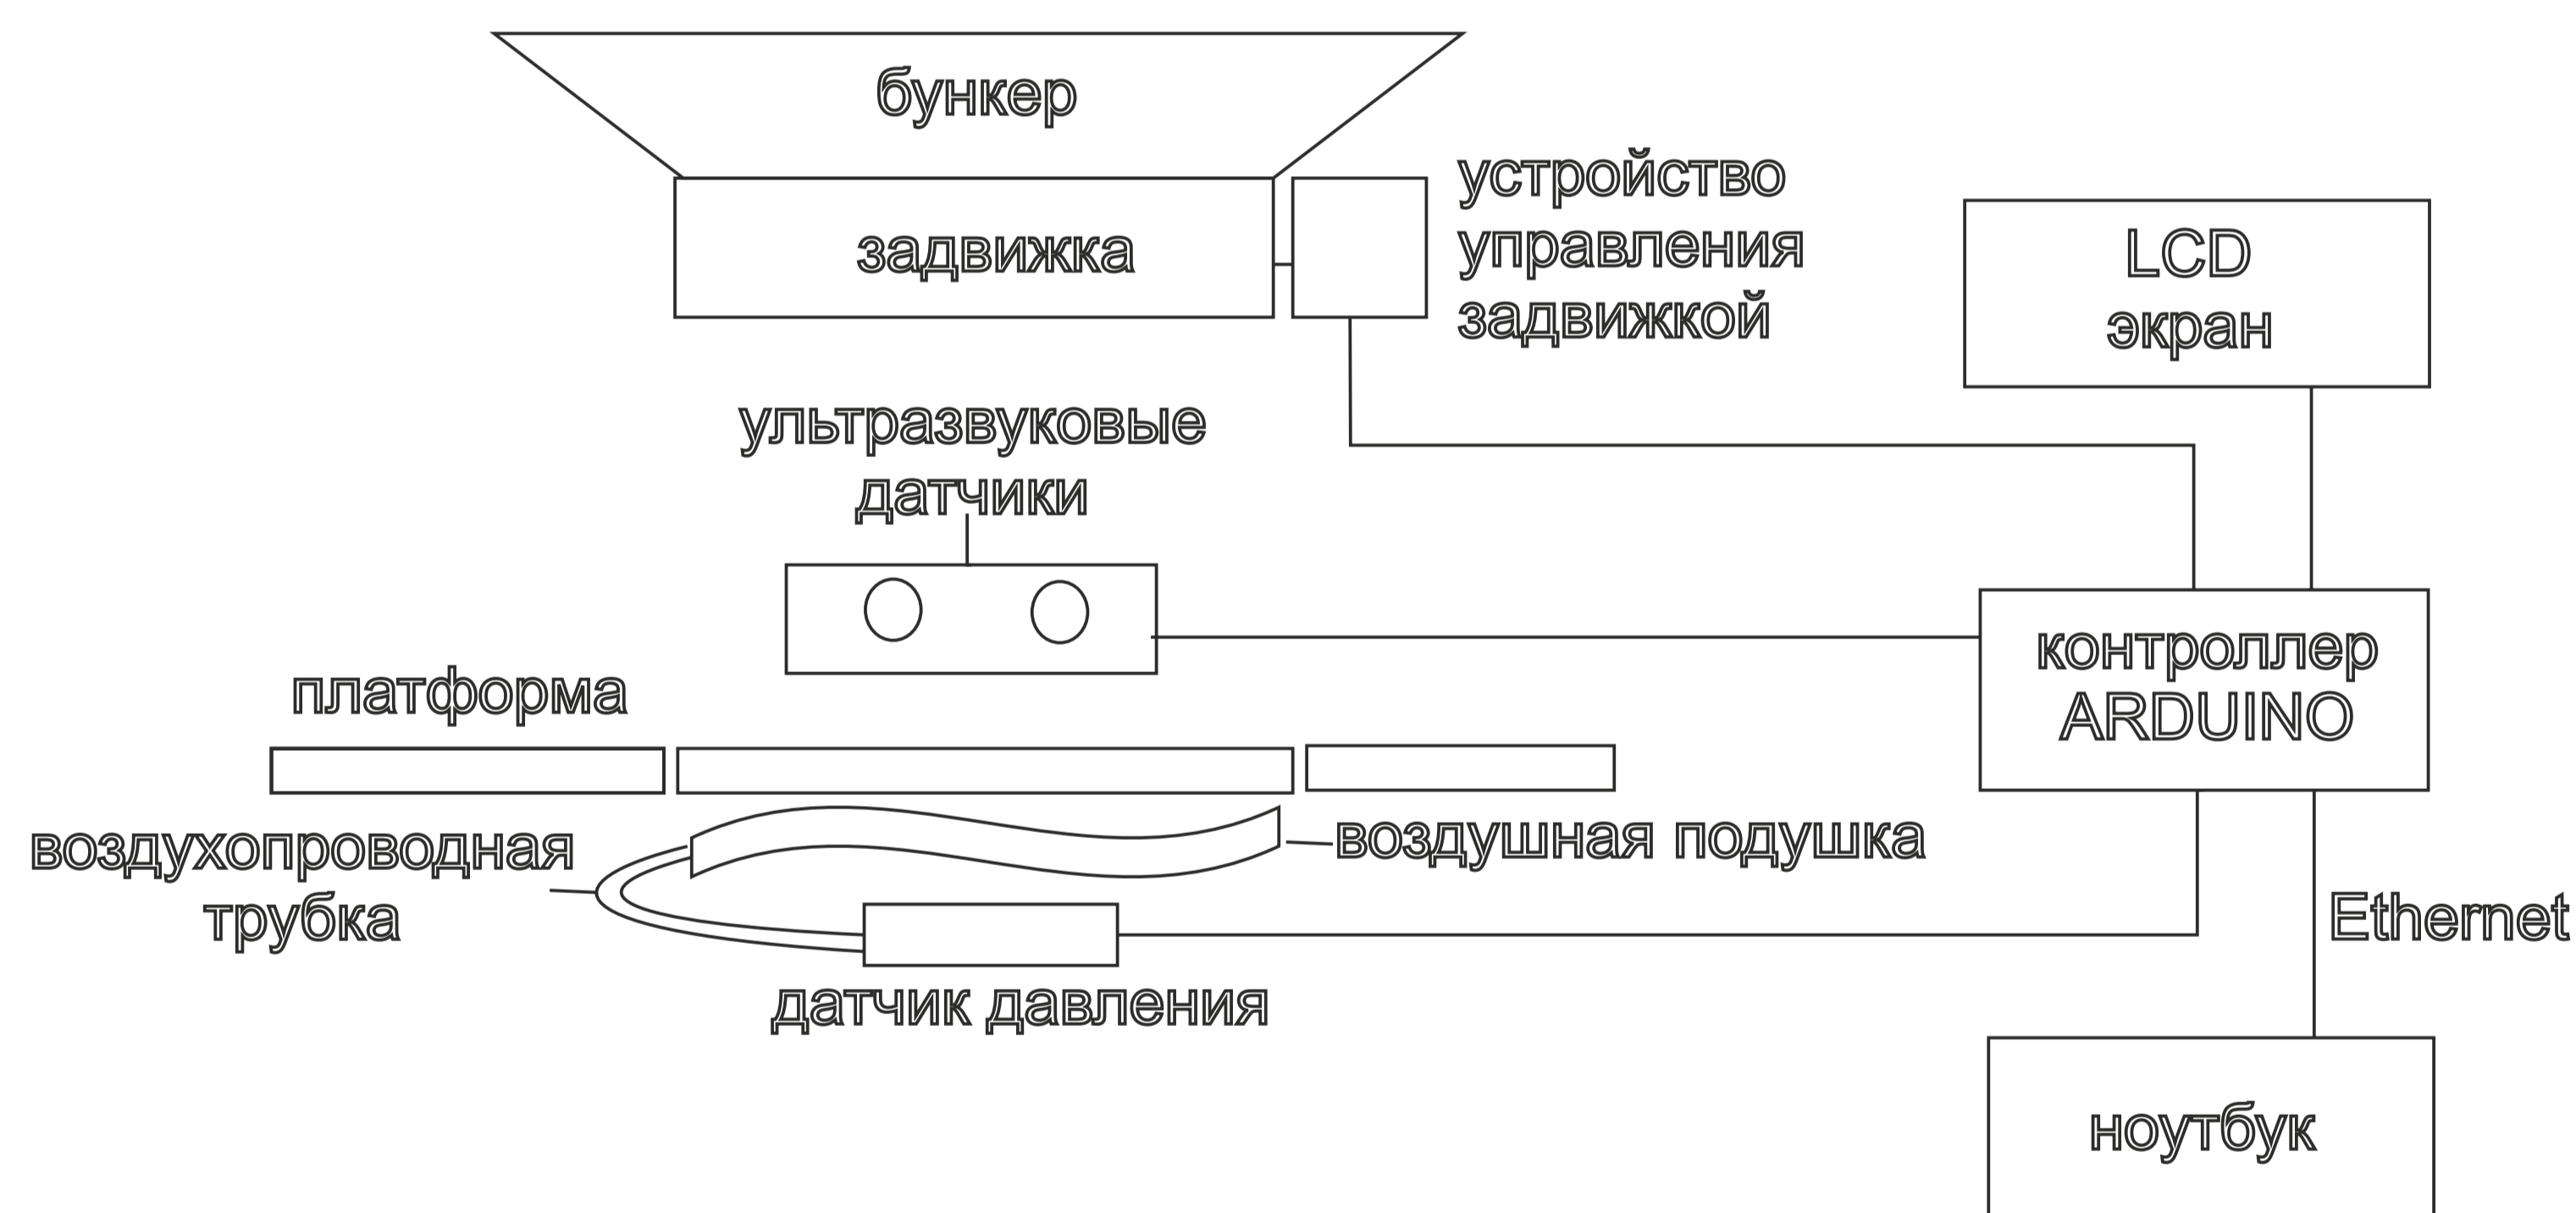 бункер
задвижка
устройство
управления
задвижкой
LCD
экран
ультразвуковые
датчики
контроллер
ARDUINO
платформа
воздухопроводная
трубка
воздушная подушка
Ethernet
датчик давления
ноутбук